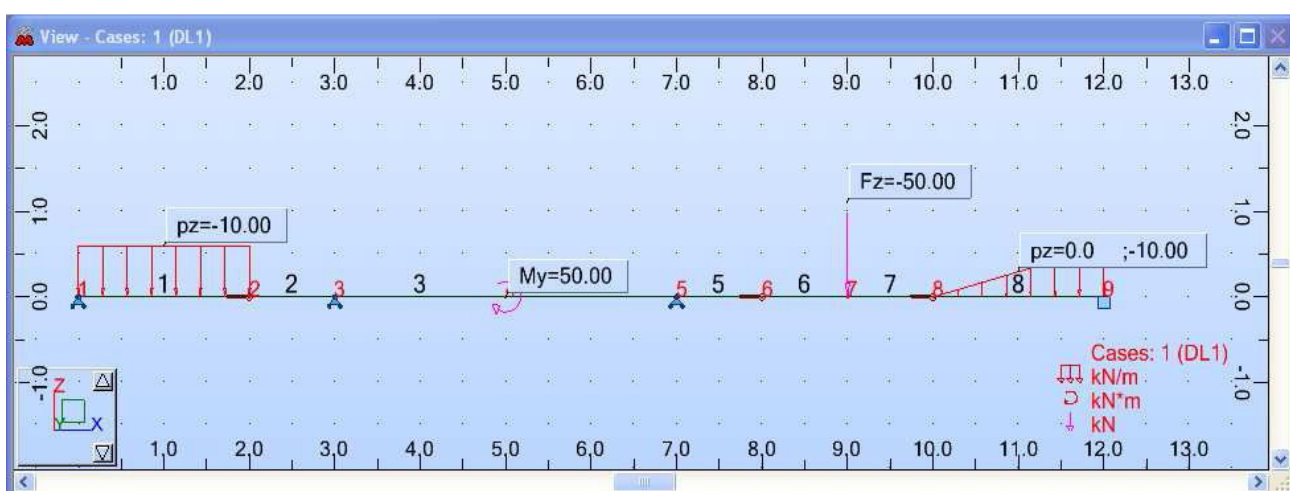 View - Cases: 1 (DL1)
1.0 2.0 3.0 4.0 5.0 6.0 7.0 8.0 9.0 10.0 11.0 12.0 13.0
2.0 2.0
Fz=-50.00
1.0 1.0
pz=-10.00
pz=0.0 ;-10.00
My=50.00
0.0 1 1 2 2 3 3 5 5 6 6 7 7 8 8 9 0.0
Cases: 1 (DL1)
kN/m
kN*m
kN
-1.0 -1.0
Z
Y X
1.0 2.0 3.0 4.0 5.0 6.0 7.0 8.0 9.0 10.0 11.0 12.0 13.0